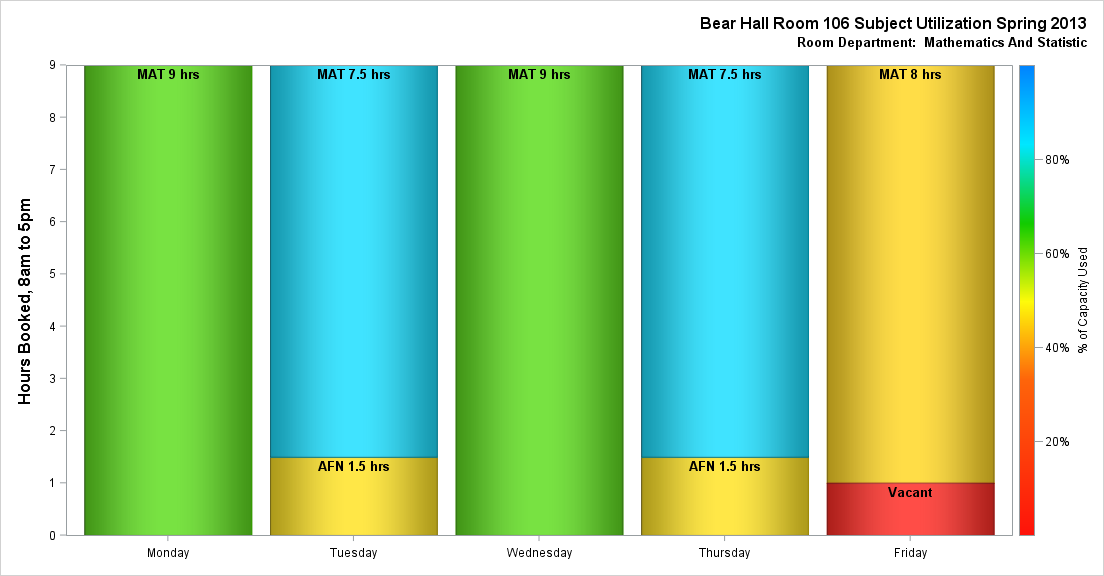 Bear Hall Room 106 Subject Utilization Spring 2013
Room Department:  Mathematics And Statistic
Hours Booked, 8am to 5pm
9
8
7
6
5
4
3
2
1
0
MAT 9 hrs
MAT 7.5 hrs
MAT 9 hrs
MAT 7.5 hrs
MAT 8 hrs
AFN 1.5 hrs
AFN 1.5 hrs
Vacant
Monday
Tuesday
Wednesday
Thursday
Friday
80%
60%
40%
20%
% of Capacity Used